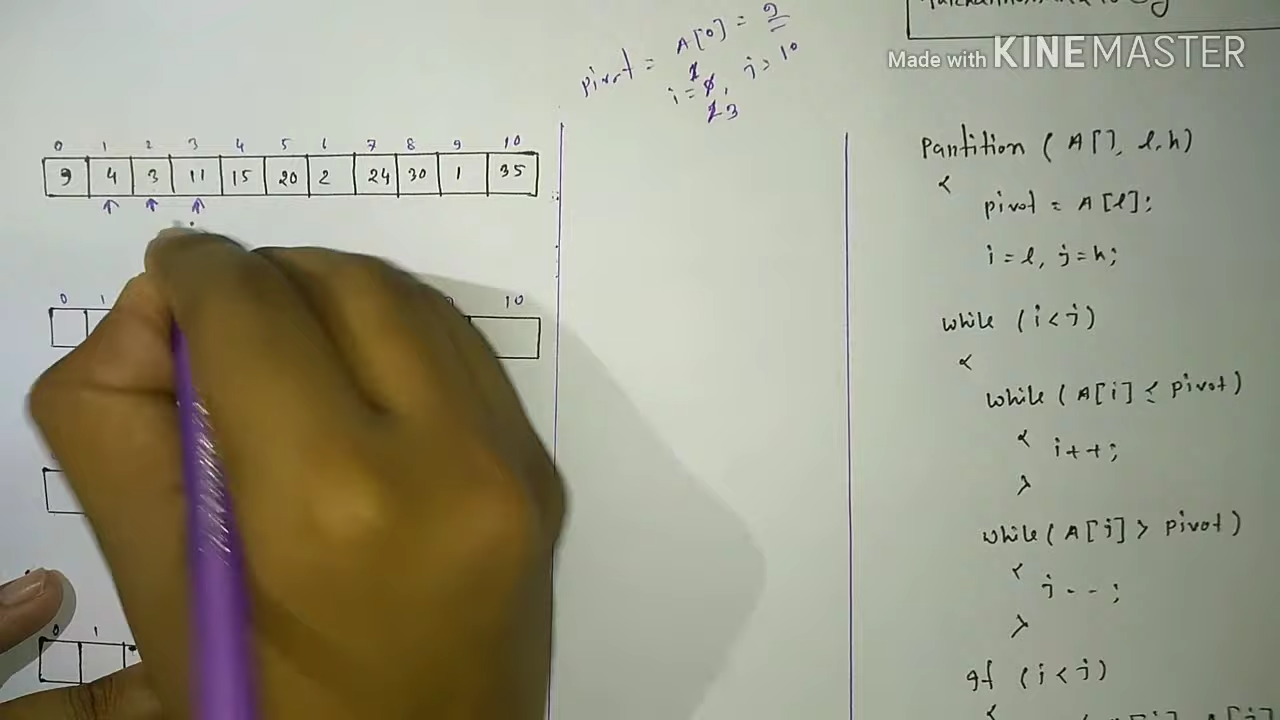 Made with KINEMASTER
pivot = A[0] = 9
i = 0, j = 10
1
2 3
0 1 2 3 4 5 6 7 8 9 10
9 4 3 11 15 20 2 24 30 1 35
0 1 10
0 1
Partition ( A[], l, h)
{
pivot = A[l];
i = l, j = h;
while (i < j)
{
while ( A[i] ≤ pivot)
{ i++;
}
while ( A[j] > pivot)
{
j--;
}
If (i < j)
{